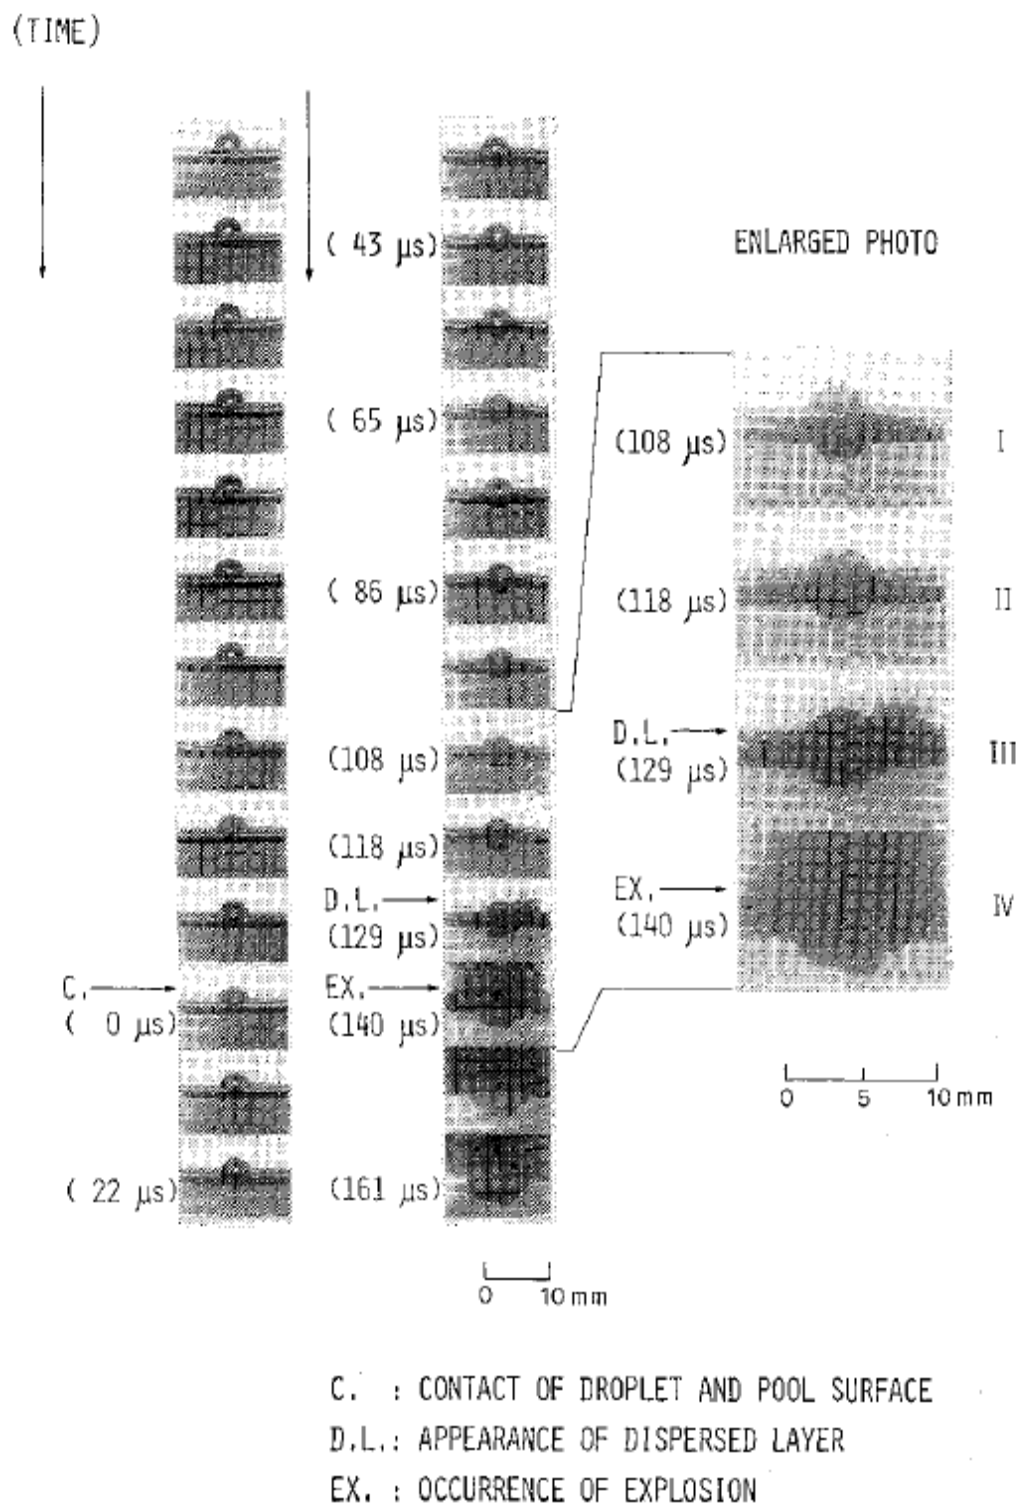 (TIME)
C.
( 0 μs)
( 22 μs)
( 43 μs)
( 65 μs)
( 86 μs)
(108 μs)
(118 μs)
D.L.
(129 μs)
EX.
(140 μs)
(161 μs)
0 10 mm
ENLARGED PHOTO
(108 μs) I
(118 μs) II
D.L.
(129 μs) III
EX.
(140 μs) IV
0 5 10 mm
C. : CONTACT OF DROPLET AND POOL SURFACE
D.L.: APPEARANCE OF DISPERSED LAYER
EX. : OCCURRENCE OF EXPLOSION